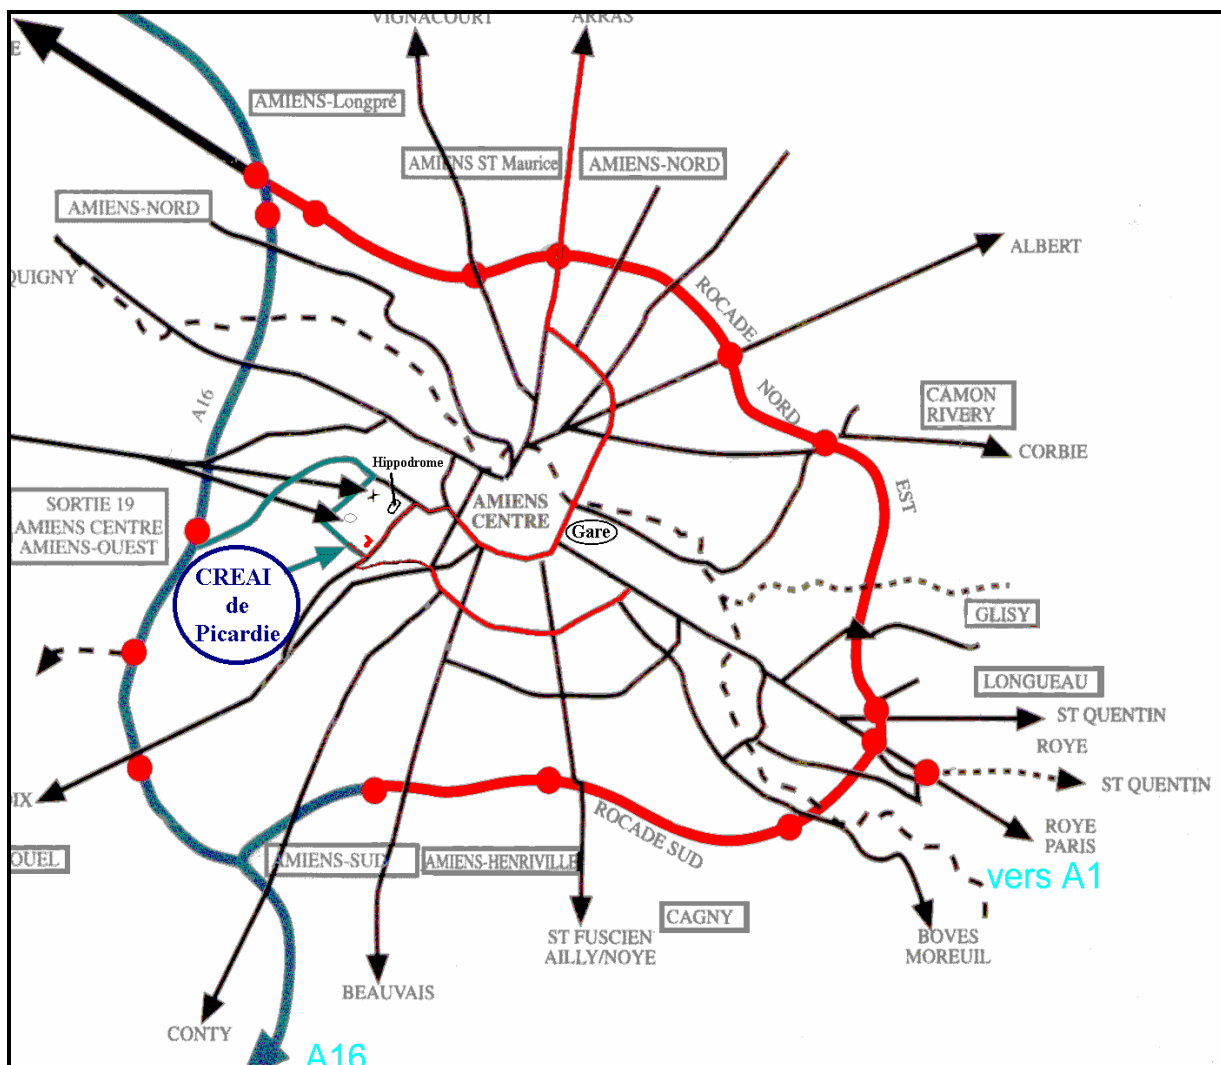 VIGNACOURT
ARRAS
E
AMIENS-Longpré
AMIENS ST Maurice
AMIENS-NORD
AMIENS-NORD
ALBERT
QUIGNY
ROCADE
NORD
EST
A16
CAMON
RIVERY
CORBIE
Hippodrome
SORTIE 19
AMIENS CENTRE
AMIENS-OUEST
AMIENS
CENTRE
Gare
CREAI
de
Picardie
GLISY
LONGUEAU
ST QUENTIN
ROYE
ST QUENTIN
IX
ROYE
PARIS
ROCADE SUD
OUEL
AMIENS-SUD
AMIENS-HENRIVILLE
vers A1
CAGNY
ST FUSCIEN
AILLY/NOYE
BOVES
MOREUIL
BEAUVAIS
CONTY
A16